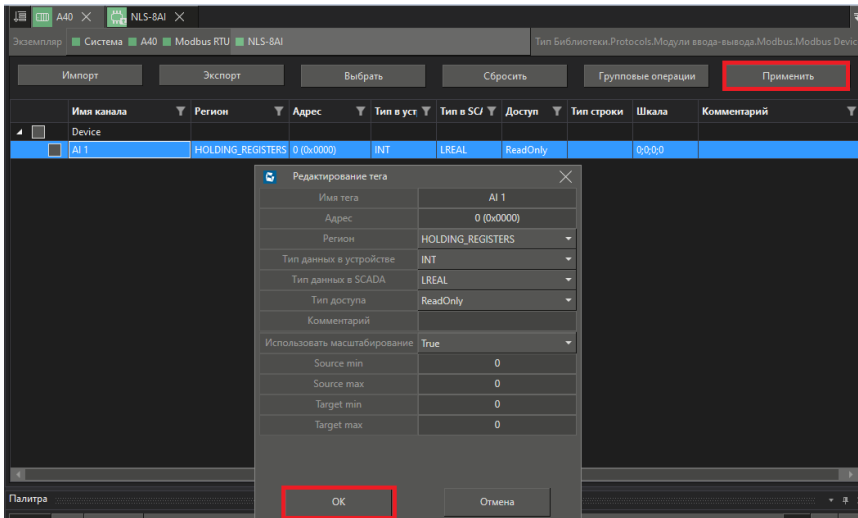 A40 NLS-8AI
Экземпляр Система A40 Modbus RTU NLS-8AI Тип Библиотеки.Protocols.Модули ввода-вывода.Modbus.Modbus Devic
Импорт Экспорт Выбрать Сбросить Групповые операции Применить
Имя канала Регион Адрес Тип в уст Тип в SCA Доступ Тип строки Шкала Комментарий
Device
AI 1 HOLDING_REGISTERS 0 (0x0000) INT LREAL ReadOnly 0;0;0;0
Редактирование тега
Имя тега AI 1
Адрес 0 (0x0000)
Регион HOLDING_REGISTERS
Тип данных в устройстве INT
Тип данных в SCADA LREAL
Тип доступа ReadOnly
Комментарий
Использовать масштабирование True
Source min 0
Source max 0
Target min 0
Target max 0
OK Отмена
Палитра